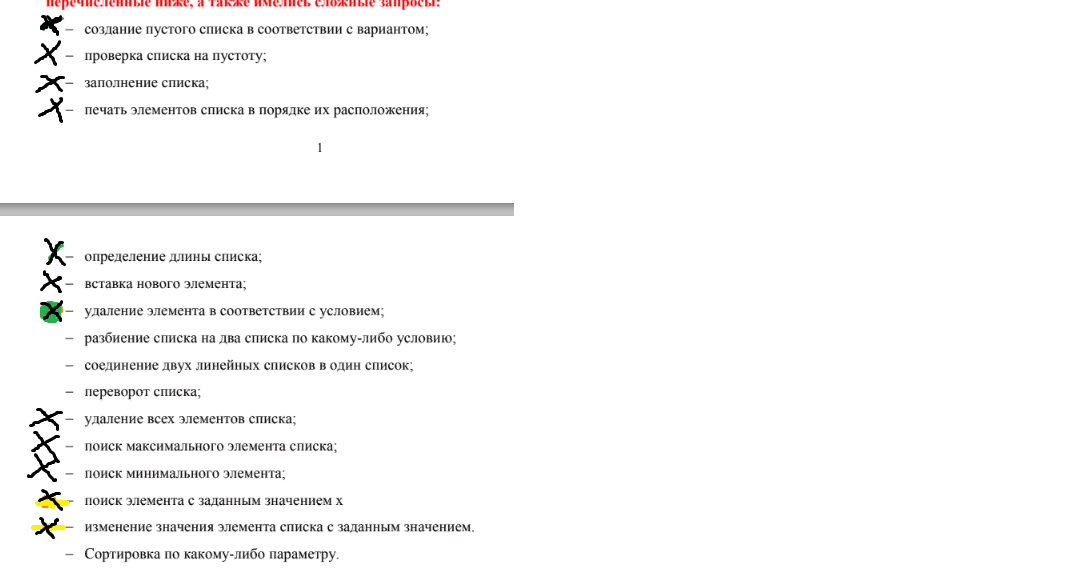 перечисленные ниже, а также имелись сложные запросы:
– создание пустого списка в соответствии с вариантом;
– проверка списка на пустоту;
– заполнение списка;
– печать элементов списка в порядке их расположения;
1
– определение длины списка;
– вставка нового элемента;
– удаление элемента в соответствии с условием;
– разбиение списка на два списка по какому-либо условию;
– соединение двух линейных списков в один список;
– переворот списка;
– удаление всех элементов списка;
– поиск максимального элемента списка;
– поиск минимального элемента;
– поиск элемента с заданным значением x
– изменение значения элемента списка с заданным значением.
– Сортировка по какому-либо параметру.